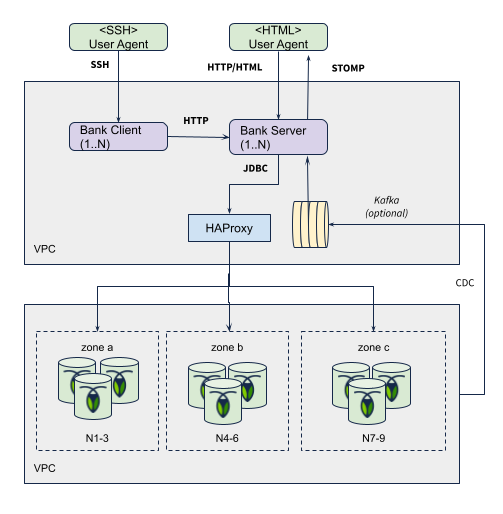 <SSH>
User Agent
<HTML>
User Agent
SSH
HTTP/HTML
STOMP
Bank Client
(1..N)
HTTP
Bank Server
(1..N)
JDBC
Kafka
(optional)
HAProxy
VPC
CDC
zone a
zone b
zone c
N1-3
N4-6
N7-9
VPC